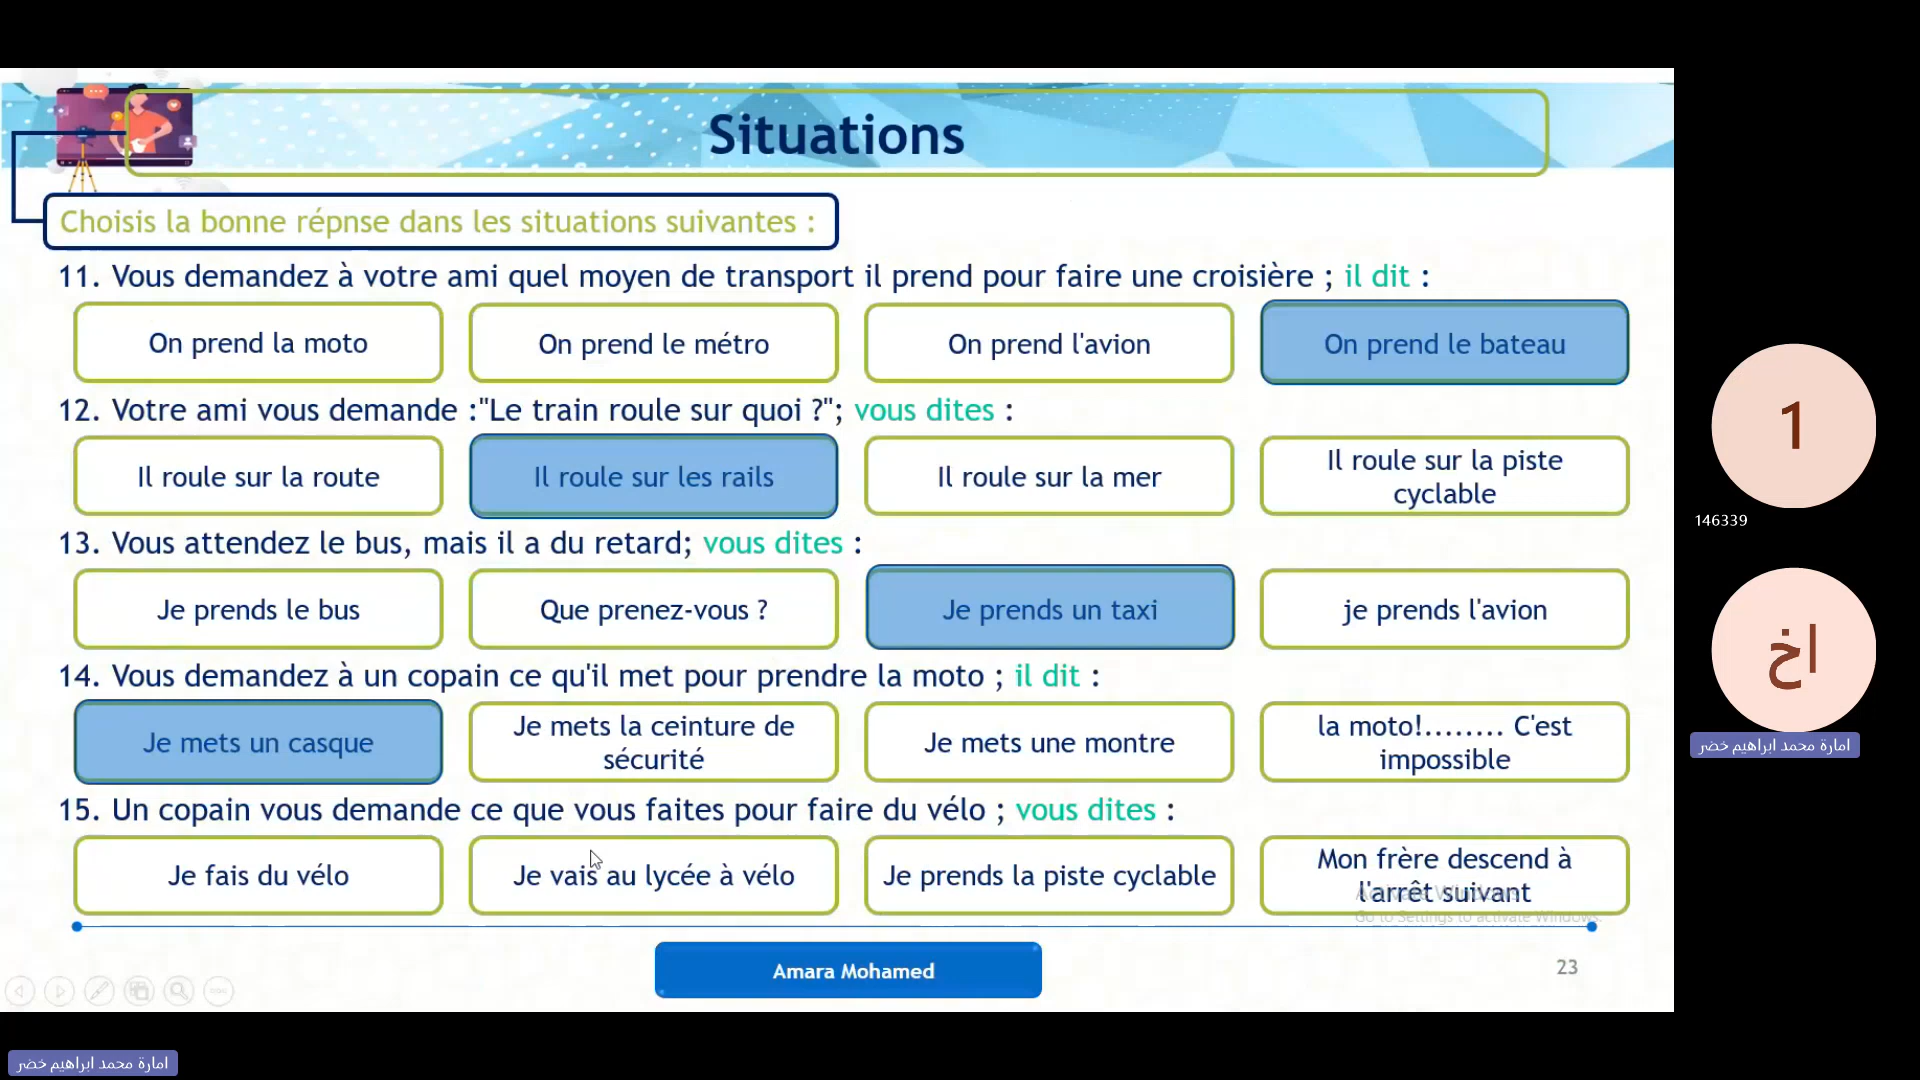 Situations
Choisis la bonne répnse dans les situations suivantes :
11. Vous demandez à votre ami quel moyen de transport il prend pour faire une croisière ; il dit :
On prend la moto
On prend le métro
On prend l'avion
On prend le bateau
12. Votre ami vous demande :"Le train roule sur quoi ?"; vous dites :
Il roule sur la route
Il roule sur les rails
Il roule sur la mer
Il roule sur la piste
cyclable
13. Vous attendez le bus, mais il a du retard; vous dites :
Je prends le bus
Que prenez-vous ?
Je prends un taxi
je prends l'avion
14. Vous demandez à un copain ce qu'il met pour prendre la moto ; il dit :
Je mets un casque
Je mets la ceinture de
sécurité
Je mets une montre
la moto!........ C'est
impossible
15. Un copain vous demande ce que vous faites pour faire du vélo ; vous dites :
Je fais du vélo
Je vais au lycée à vélo
Je prends la piste cyclable
Mon frère descend à
l'arrêt suivant
Activate Windows
Go to Settings to activate Windows.
Amara Mohamed
23
1
146339
اخ
امارة محمد ابراهيم خضر
امارة محمد ابراهيم خضر